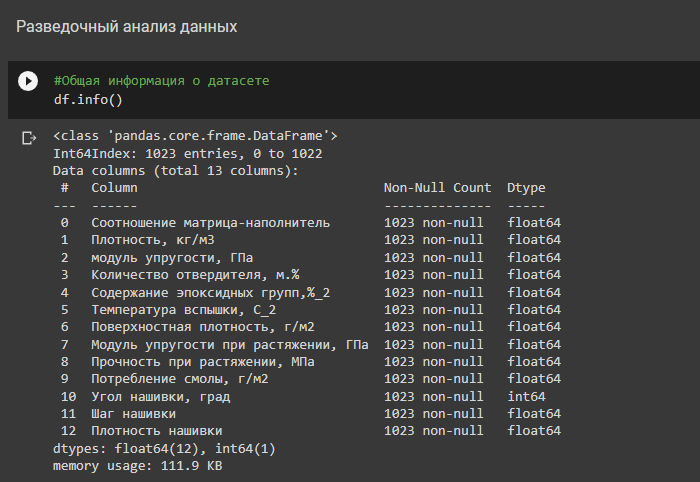 Разведочный анализ данных
#Общая информация о датасете
df.info()
<class 'pandas.core.frame.DataFrame'>
Int64Index: 1023 entries, 0 to 1022
Data columns (total 13 columns):
 #   Column                                Non-Null Count  Dtype
---  ------                                --------------  -----
 0   Соотношение матрица-наполнитель       1023 non-null   float64
 1   Плотность, кг/м3                      1023 non-null   float64
 2   модуль упругости, ГПа                 1023 non-null   float64
 3   Количество отвердителя, м.%           1023 non-null   float64
 4   Содержание эпоксидных групп,%_2       1023 non-null   float64
 5   Температура вспышки, С_2              1023 non-null   float64
 6   Поверхностная плотность, г/м2         1023 non-null   float64
 7   Модуль упругости при растяжении, ГПа  1023 non-null   float64
 8   Прочность при растяжении, МПа         1023 non-null   float64
 9   Потребление смолы, г/м2               1023 non-null   float64
 10  Угол нашивки, град                    1023 non-null   int64
 11  Шаг нашивки                           1023 non-null   float64
 12  Плотность нашивки                     1023 non-null   float64
dtypes: float64(12), int64(1)
memory usage: 111.9 KB